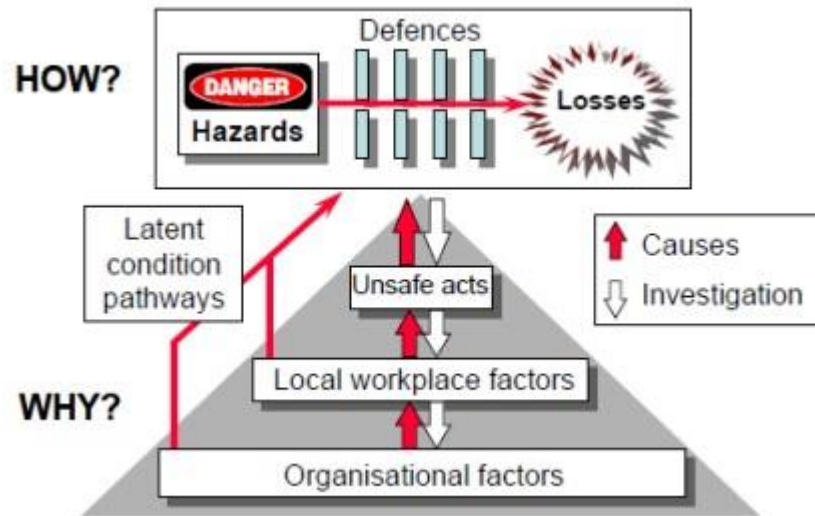 Defences
HOW?
DANGER
Hazards
Losses
Latent
condition
pathways
Causes
Investigation
Unsafe acts
Local workplace factors
WHY?
Organisational factors